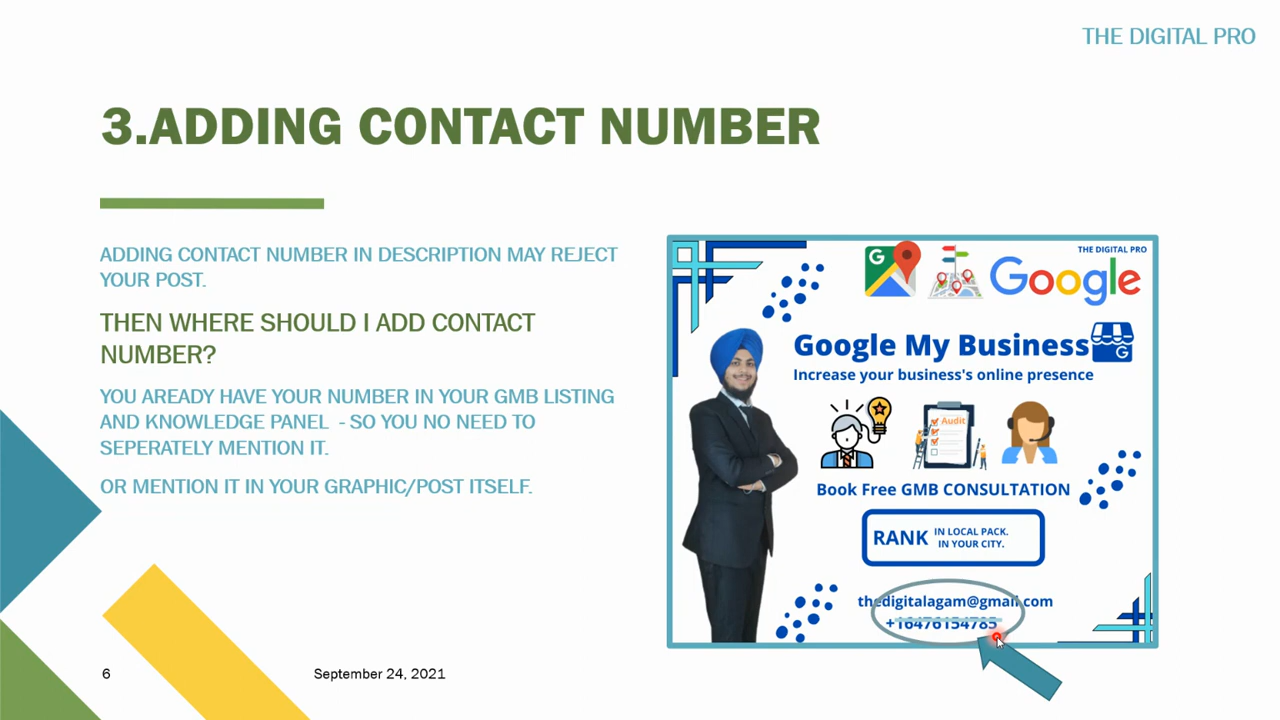 THE DIGITAL PRO
3.ADDING CONTACT NUMBER
ADDING CONTACT NUMBER IN DESCRIPTION MAY REJECT
YOUR POST.
THEN WHERE SHOULD I ADD CONTACT
NUMBER?
YOU AREADY HAVE YOUR NUMBER IN YOUR GMB LISTING
AND KNOWLEDGE PANEL - SO YOU NO NEED TO
SEPERATELY MENTION IT.
OR MENTION IT IN YOUR GRAPHIC/POST ITSELF.
THE DIGITAL PRO
G
Google
Google My Business
G
Increase your business's online presence
Audit
Book Free GMB CONSULTATION
RANK IN LOCAL PACK.
IN YOUR CITY.
thedigitalagam@gmail.com
+16476154785
6
September 24, 2021